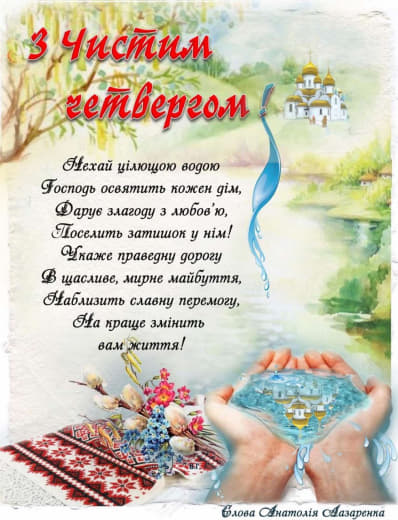 З Чистим
четвергом!
Нехай цілющою водою
Господь освятить кожен дім,
Дарує злагоду з любов'ю,
Поселить затишок у нім!
Укаже праведну дорогу
В щасливе, мирне майбуття,
Наблизить славну перемогу,
На краще змінить
вам життя!
вт.
Слова Анатолія Лазаренка